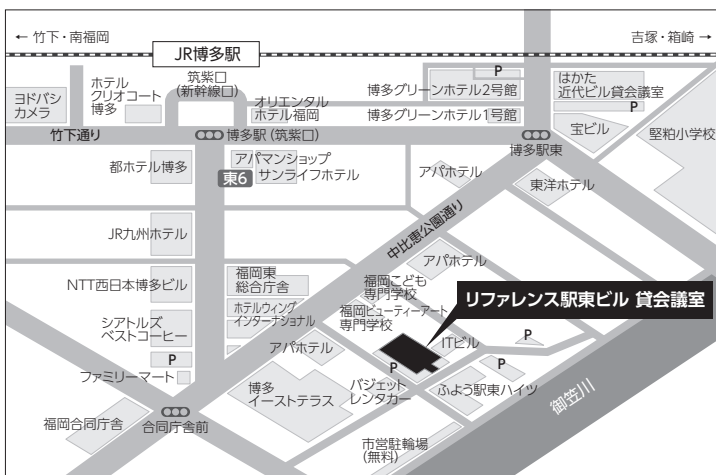 ← 竹下・南福岡
吉塚・箱崎 →
JR博多駅
ヨドバシ
カメラ
ホテル
クリオコート
博多
筑紫口
(新幹線口)
オリエンタル
ホテル福岡
博多グリーンホテル2号館
P
はかた
近代ビル貸会議室
P
博多グリーンホテル1号館
宝ビル
堅粕小学校
竹下通り
博多駅(筑紫口)
博多駅東
都ホテル博多
アパマンショップ
東6
サンライフホテル
アパホテル
東洋ホテル
中比恵公園通り
JR九州ホテル
アパホテル
NTT西日本博多ビル
福岡東
総合庁舎
福岡こども
専門学校
リファレンス駅東ビル 貸会議室
ホテルウィング
インターナショナル
福岡ビューティーアート
専門学校
シアトルズ
ベストコーヒー
ITビル
P
アパホテル
P
P
P
ファミリーマート
博多
イーストテラス
バジェット
レンタカー
ふよう駅東ハイツ
御笠川
福岡合同庁舎
合同庁舎前
市営駐輪場
(無料)